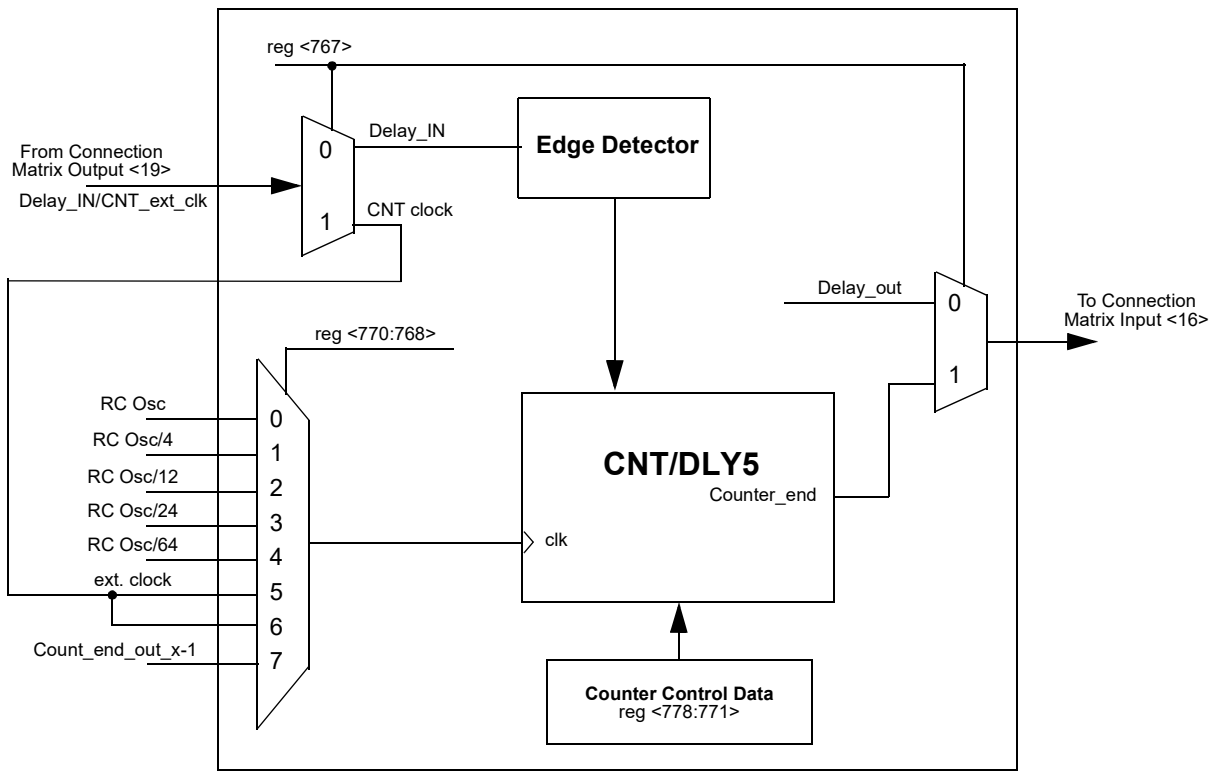 reg <767>
0
Delay_IN
Edge Detector
From Connection
Matrix Output <19>
Delay_IN/CNT_ext_clk
1
CNT clock
Delay_out
0
To Connection
Matrix Input <16>
1
reg <770:768>
RC Osc
0
RC Osc/4
1
RC Osc/12
2
RC Osc/24
3
RC Osc/64
4
ext. clock
5
6
Count_end_out_x-1
7
CNT/DLY5
Counter_end
clk
Counter Control Data
reg <778:771>